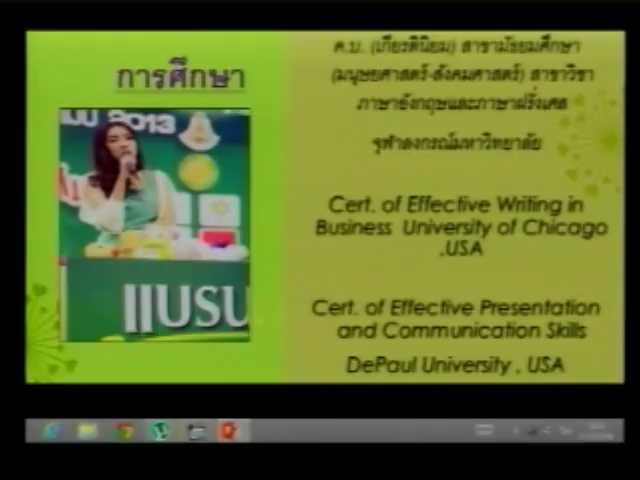 การศึกษา
ค.บ. (เกียรตินิยม) สาขามัธยมศึกษา
(มนุษยศาสตร์-สังคมศาสตร์) สาขาวิชา
ภาษาอังกฤษและภาษาฝรั่งเศส
จุฬาลงกรณ์มหาวิทยาลัย
Cert. of Effective Writing in
Business University of Chicago
,USA
Cert. of Effective Presentation
and Communication Skills
DePaul University , USA
2013